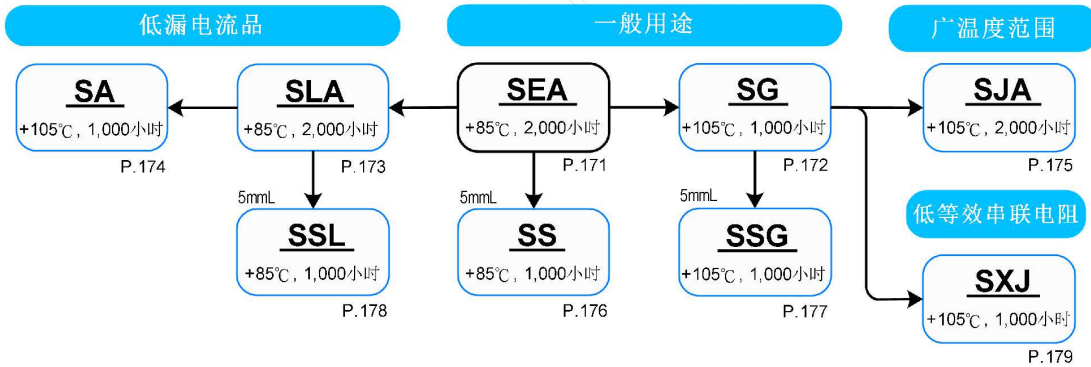 低漏电流品
一般用途
广温度范围
SA
+105℃, 1,000小时
P.174
SLA
+85℃, 2,000小时
P.173
SEA
+85℃, 2,000小时
P.171
SG
+105℃, 1,000小时
P.172
SJA
+105℃, 2,000小时
P.175
5mmL
SSL
+85℃, 1,000小时
P.178
5mmL
SS
+85℃, 1,000小时
P.176
5mmL
SSG
+105℃, 1,000小时
P.177
低等效串联电阻
SXJ
+105℃, 1,000小时
P.179